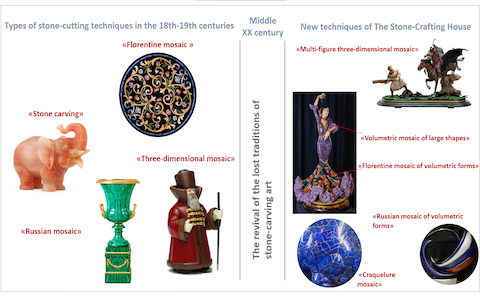 Types of stone-cutting techniques in the 18th-19th centuries
«Florentine mosaic »
«Stone carving»
«Three-dimensional mosaic»
«Russian mosaic»
Middle
XX century
The revival of the lost traditions of
stone-carving art
New techniques of The Stone-Crafting House
«Multi-figure three-dimensional mosaic»
«Volumetric mosaic of large shapes»
«Florentine mosaic of volumetric forms»
«Russian mosaic of volumetric
forms»
«Craquelure
mosaic»